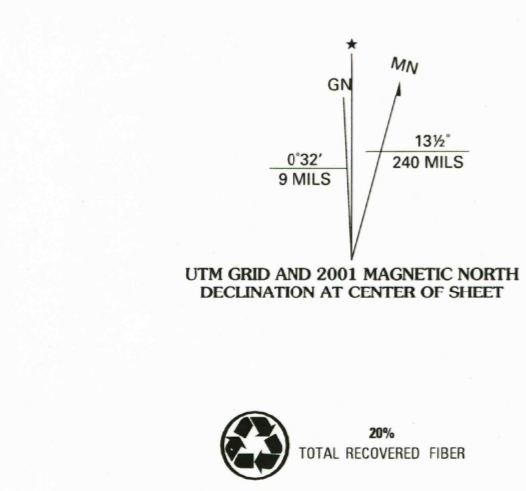 ★
MN
GN
0°32'
9 MILS
13½°
240 MILS
UTM GRID AND 2001 MAGNETIC NORTH
DECLINATION AT CENTER OF SHEET
20%
TOTAL RECOVERED FIBER